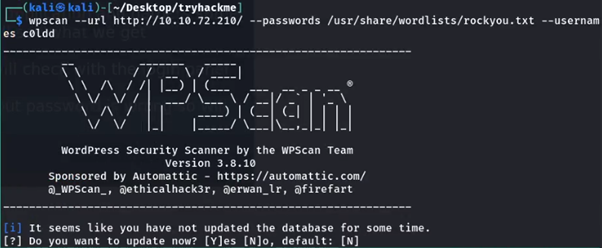 ┌──(kali㉿kali)-[~/Desktop/tryhackme]
└─$ wpscan --url http://10.10.72.210/ --passwords /usr/share/wordlists/rockyou.txt --usernam
es c0ldd
WPScan ®
WordPress Security Scanner by the WPScan Team
Version 3.8.10
Sponsored by Automattic - https://automattic.com/
@_WPScan_, @ethicalhack3r, @erwan_lr, @firefart
[i] It seems like you have not updated the database for some time.
[?] Do you want to update now? [Y]es [N]o, default: [N]